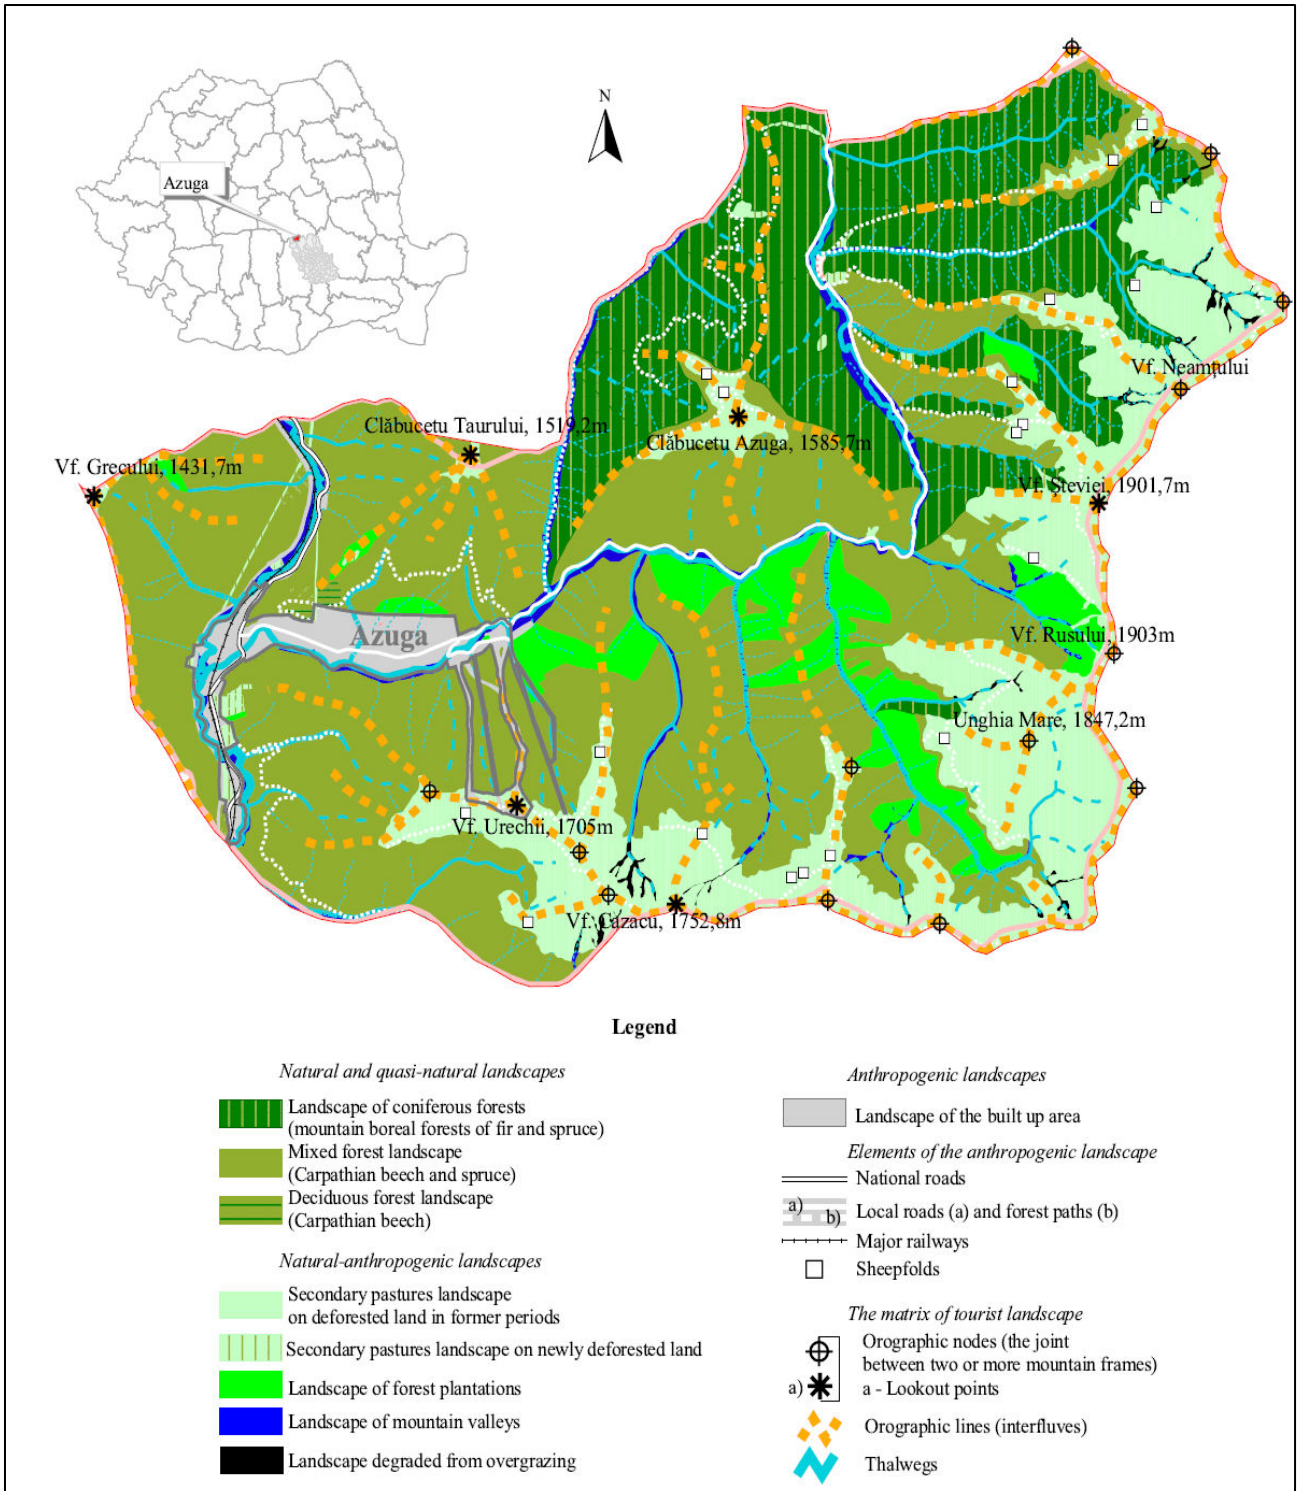 N
Azuga
Vf. Neamțului
Clăbucetu Taurului, 1519,2m
Clăbucetu Azuga, 1585,7m
Vf. Grecului, 1431,7m
Vf. Șteviei, 1901,7m
Azuga
Vf. Rusului, 1903m
Unghia Mare, 1847,2m
Vf. Urechii, 1705m
Vf. Cazacu, 1752,8m
Legend
Natural and quasi-natural landscapes
Landscape of coniferous forests
(mountain boreal forests of fir and spruce)
Mixed forest landscape
(Carpathian beech and spruce)
Deciduous forest landscape
(Carpathian beech)
Natural-anthropogenic landscapes
Secondary pastures landscape
on deforested land in former periods
Secondary pastures landscape on newly deforested land
Landscape of forest plantations
Landscape of mountain valleys
Landscape degraded from overgrazing
Anthropogenic landscapes
Landscape of the built up area
Elements of the anthropogenic landscape
National roads
a) b) Local roads (a) and forest paths (b)
Major railways
Sheepfolds
The matrix of tourist landscape
Orographic nodes (the joint
between two or more mountain frames)
a) a - Lookout points
Orographic lines (interfluves)
Thalwegs